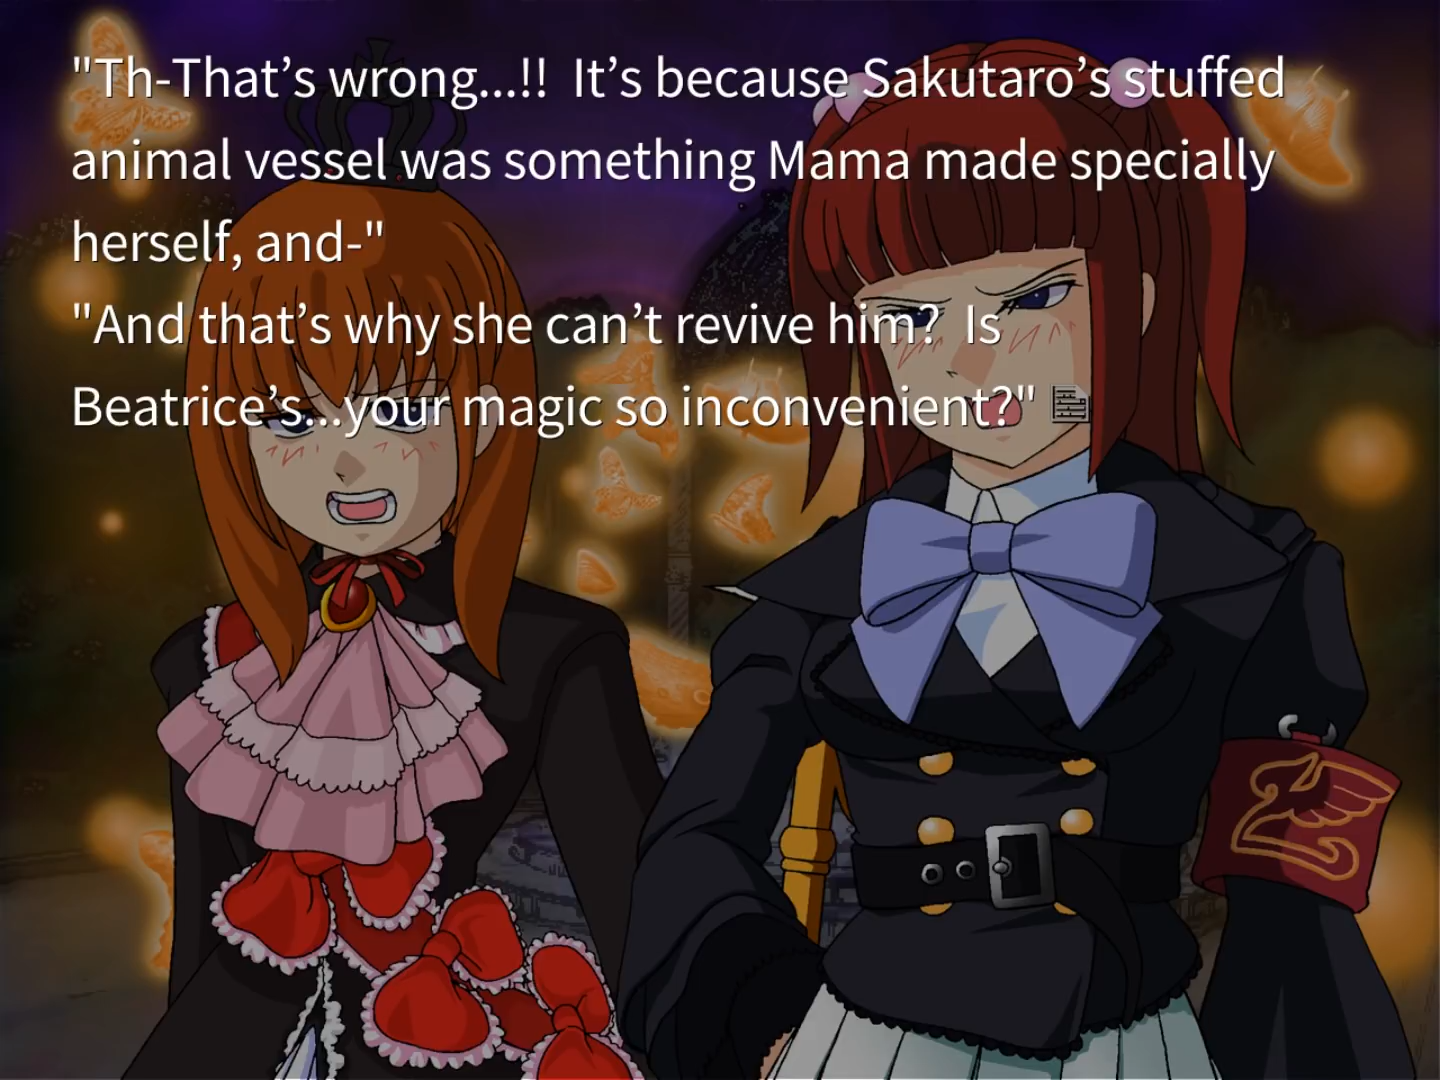 "Th-That’s wrong...!!  It’s because Sakutaro’s stuffed
animal vessel was something Mama made specially
herself, and-"
"And that’s why she can’t revive him?  Is
Beatrice’s...your magic so inconvenient?"